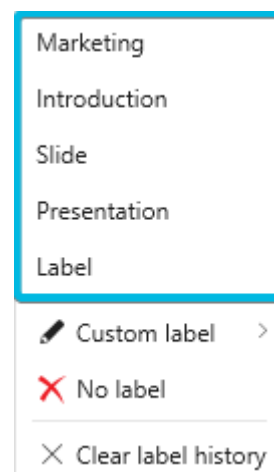 Marketing
Introduction
Slide
Presentation
Label
Custom label
No label
Clear label history